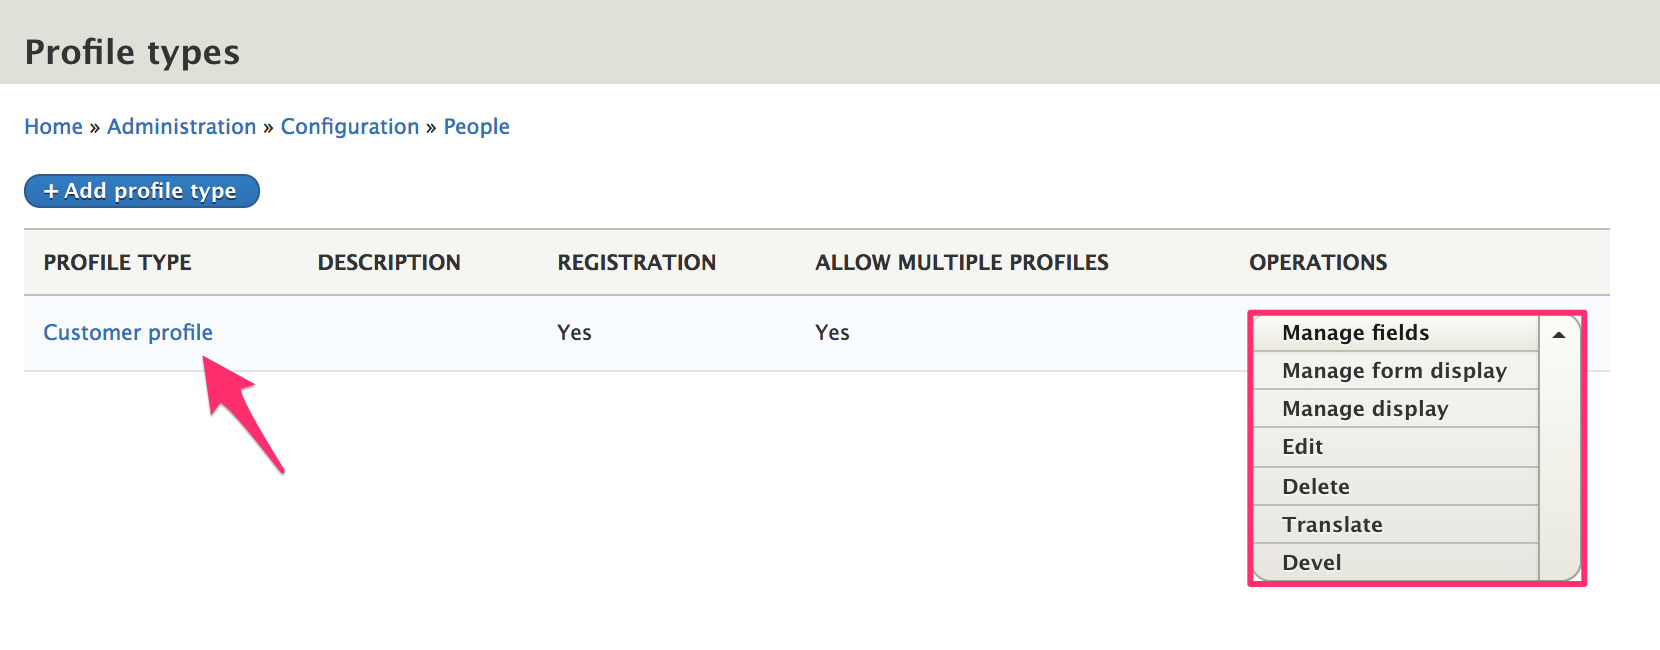 Profile types
Home » Administration » Configuration » People
+ Add profile type
PROFILE TYPE DESCRIPTION REGISTRATION ALLOW MULTIPLE PROFILES OPERATIONS
Customer profile Yes Yes Manage fields
Manage form display
Manage display
Edit
Delete
Translate
Devel